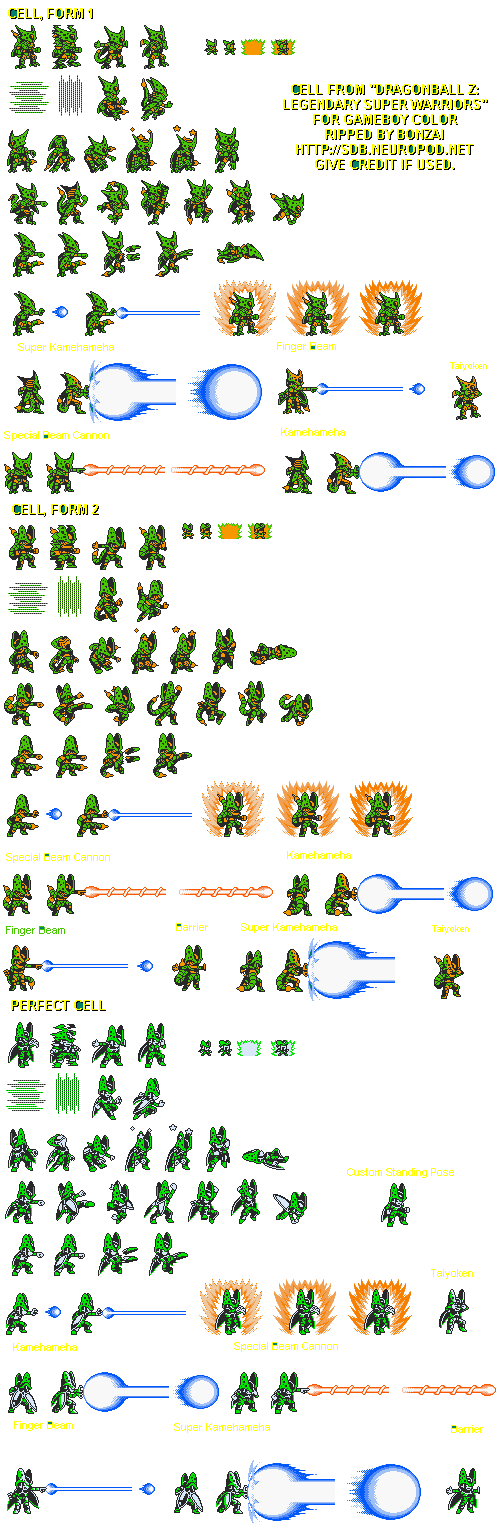 CELL, FORM 1
CELL FROM "DRAGONBALL Z:
LEGENDARY SUPER WARRIORS"
FOR GAMEBOY COLOR
RIPPED BY BONZAI
HTTP://SDB.NEUROPOD.NET
GIVE CREDIT IF USED.
Super Kamehameha
Finger Beam
Taiyoken
Special Beam Cannon
Kamehameha
CELL, FORM 2
Special Beam Cannon
Kamehameha
Finger Beam
Barrier
Super Kamehameha
Taiyoken
PERFECT CELL
Custom Standing Pose
Taiyoken
Kamehameha
Special Beam Cannon
Finger Beam
Super Kamehameha
Barrier